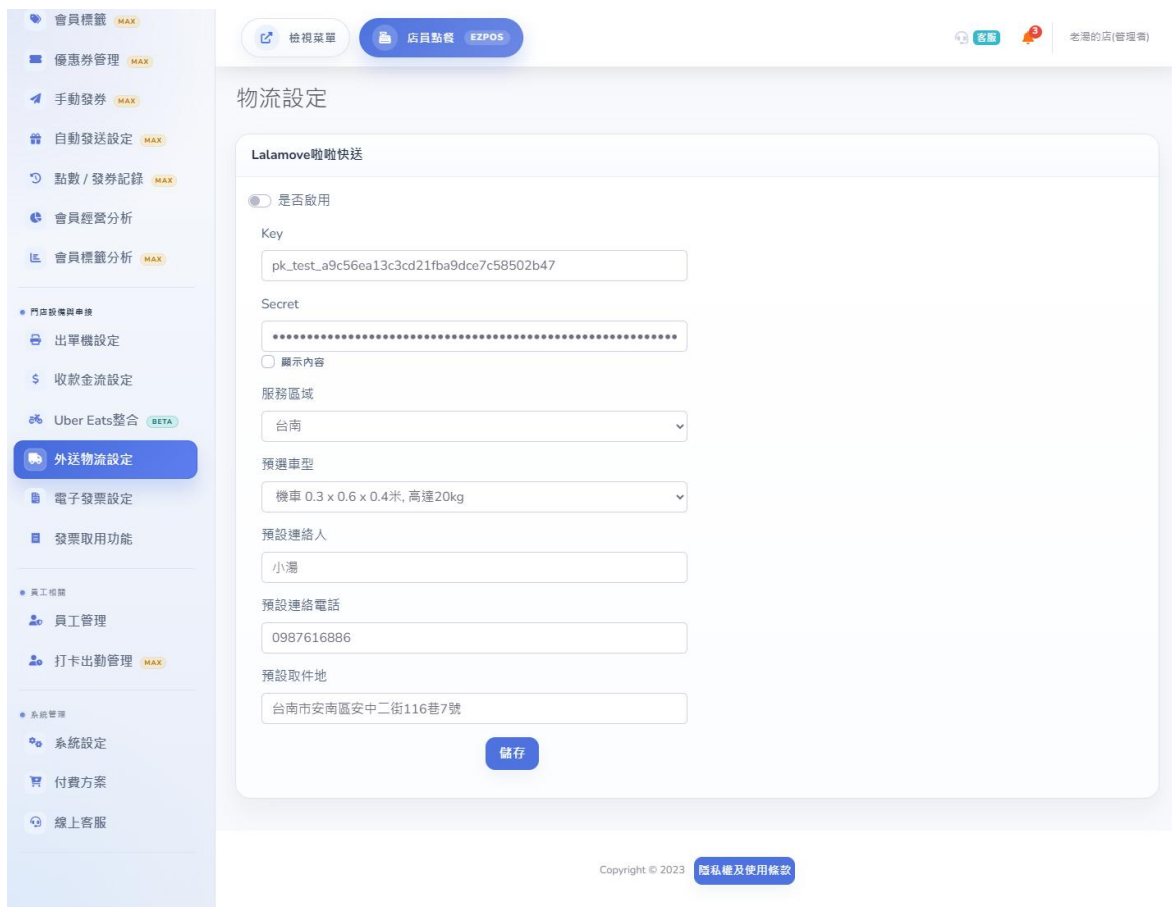 會員標籤 MAX
優惠券管理 MAX
手動發券 MAX
自動發送設定 MAX
點數 / 發券記錄 MAX
會員經營分析
會員標籤分析 MAX
門店設備與串接
出單機設定
收款金流設定
Uber Eats整合 BETA
外送物流設定
電子發票設定
發票取用功能
員工相關
員工管理
打卡出勤管理 MAX
系統管理
系統設定
付費方案
線上客服
檢視菜單
店員點餐 EZPOS
客服
3
老湯的店(管理者)
物流設定
Lalamove啦啦快送
是否啟用
Key
pk_test_a9c56ea13c3cd21fba9dce7c58502b47
Secret
顯示內容
服務區域
台南
預選車型
機車 0.3 x 0.6 x 0.4米, 高達20kg
預設連絡人
小湯
預設連絡電話
0987616886
預設取件地
台南市安南區安中二街116巷7號
儲存
Copyright © 2023 隱私權及使用條款